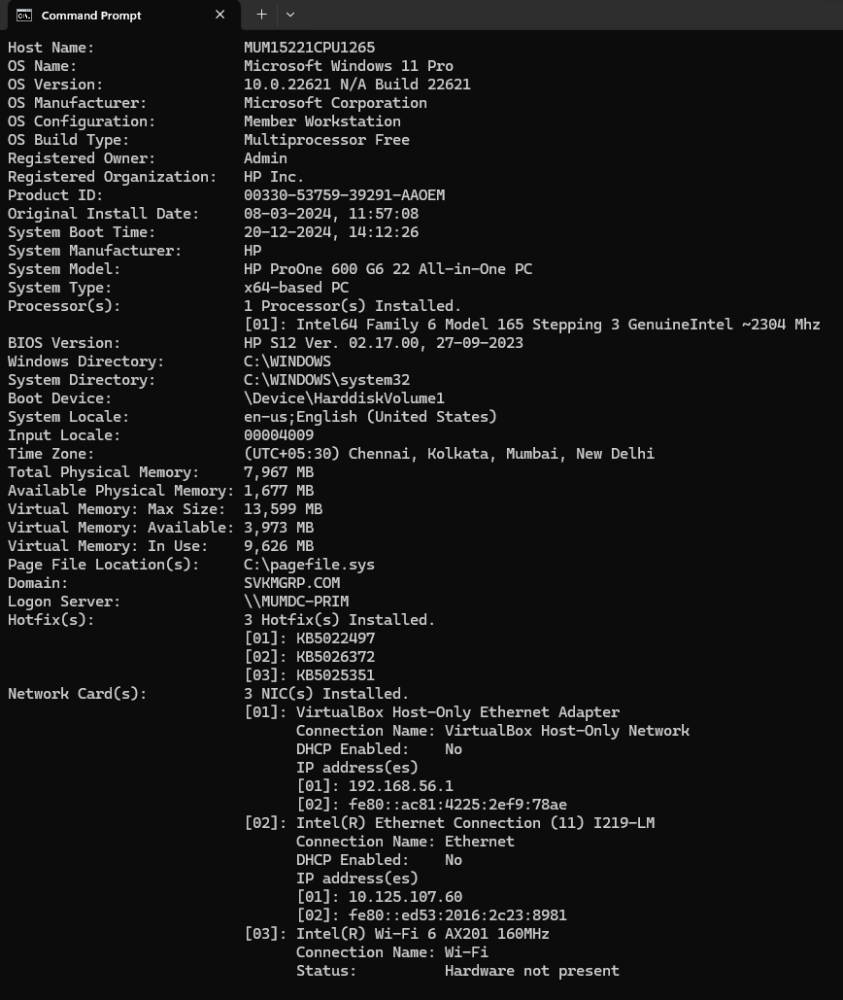 Command Prompt
Host Name: MUM15221CPU1265
OS Name: Microsoft Windows 11 Pro
OS Version: 10.0.22621 N/A Build 22621
OS Manufacturer: Microsoft Corporation
OS Configuration: Member Workstation
OS Build Type: Multiprocessor Free
Registered Owner: Admin
Registered Organization: HP Inc.
Product ID: 00330-53759-39291-AAOEM
Original Install Date: 08-03-2024, 11:57:08
System Boot Time: 20-12-2024, 14:12:26
System Manufacturer: HP
System Model: HP ProOne 600 G6 22 All-in-One PC
System Type: x64-based PC
Processor(s): 1 Processor(s) Installed.
[01]: Intel64 Family 6 Model 165 Stepping 3 GenuineIntel ~2304 Mhz
BIOS Version: HP S12 Ver. 02.17.00, 27-09-2023
Windows Directory: C:\WINDOWS
System Directory: C:\WINDOWS\system32
Boot Device: \Device\HarddiskVolume1
System Locale: en-us;English (United States)
Input Locale: 00004009
Time Zone: (UTC+05:30) Chennai, Kolkata, Mumbai, New Delhi
Total Physical Memory: 7,967 MB
Available Physical Memory: 1,677 MB
Virtual Memory: Max Size: 13,599 MB
Virtual Memory: Available: 3,973 MB
Virtual Memory: In Use: 9,626 MB
Page File Location(s): C:\pagefile.sys
Domain: SVKMGRP.COM
Logon Server: \\MUMDC-PRIM
Hotfix(s): 3 Hotfix(s) Installed.
[01]: KB5022497
[02]: KB5026372
[03]: KB5025351
Network Card(s): 3 NIC(s) Installed.
[01]: VirtualBox Host-Only Ethernet Adapter
Connection Name: VirtualBox Host-Only Network
DHCP Enabled: No
IP address(es)
[01]: 192.168.56.1
[02]: fe80::ac81:4225:2ef9:78ae
[02]: Intel(R) Ethernet Connection (11) I219-LM
Connection Name: Ethernet
DHCP Enabled: No
IP address(es)
[01]: 10.125.107.60
[02]: fe80::ed53:2016:2c23:8981
[03]: Intel(R) Wi-Fi 6 AX201 160MHz
Connection Name: Wi-Fi
Status: Hardware not present